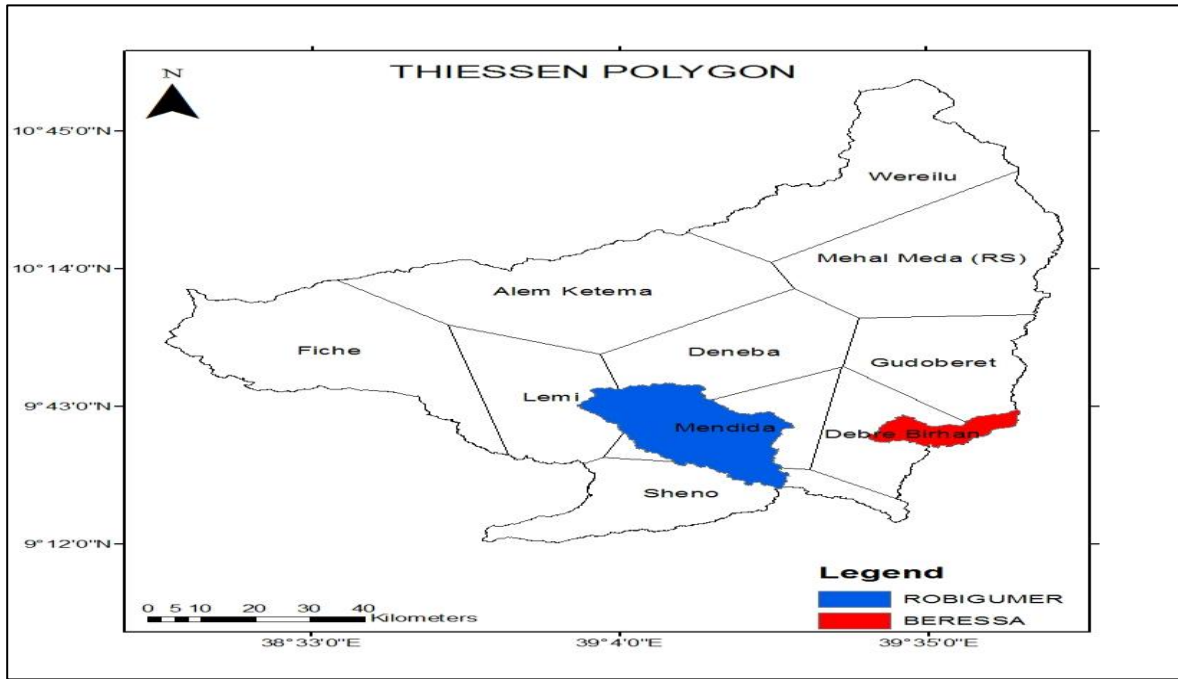 THIESSEN POLYGON
N
10°45'0"N
10°14'0"N
9°43'0"N
9°12'0"N
Wereilu
Mehal Meda (RS)
Alem Ketema
Fiche
Deneba
Gudoberet
Lemi
Mendida
Debre Birhan
Sheno
Legend
ROBIGUMER
BERESSA
0 5 10 20 30 40
Kilometers
38°33'0"E
39°4'0"E
39°35'0"E